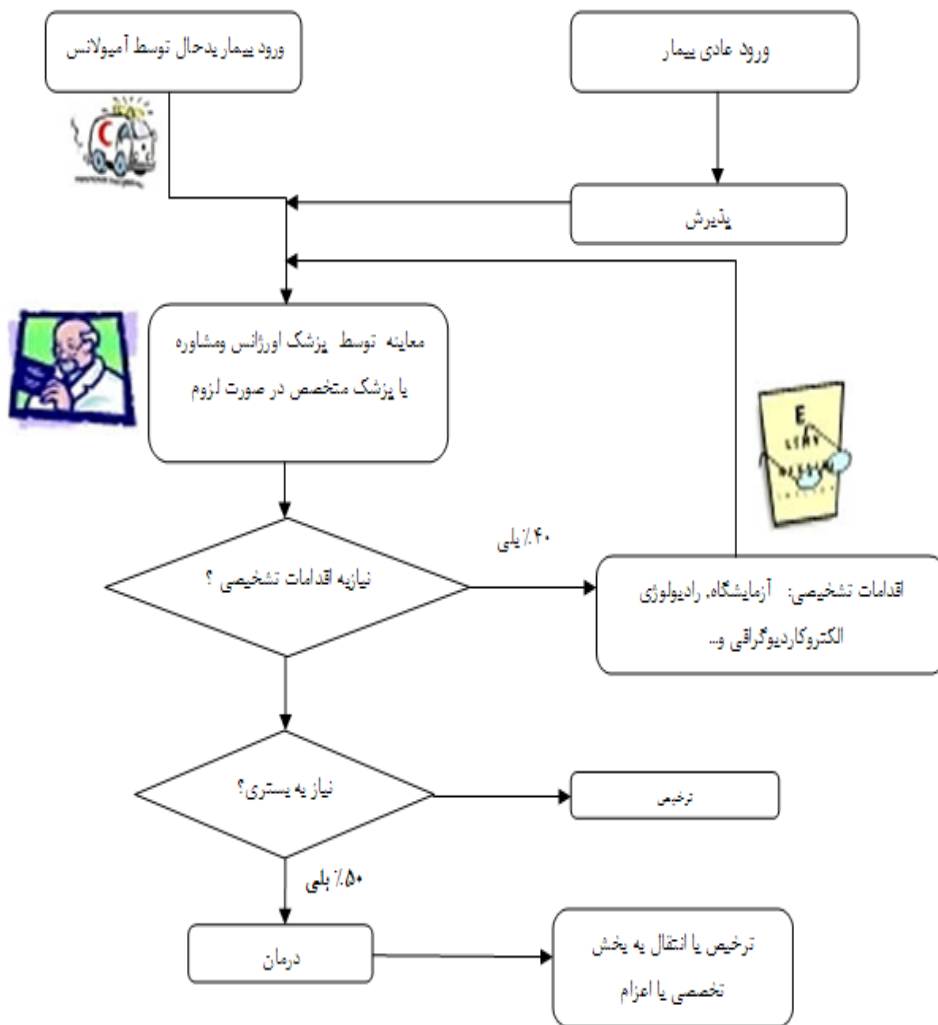 ورود بیمار بدحال توسط آمبولانس
ورود عادی بیمار
پذیرش
معاینه توسط پزشک اورژانس ومشاوره
با پزشک متخصص در صورت لزوم
E
نیازبه اقدامات تشخیصی ؟
۴۰٪ بلی
اقدامات تشخیصی: آزمایشگاه, رادیولوژی
الکتروکاردیوگرافی و...
نیاز به بستری؟
ترخیص
۵۰٪ بلی
درمان
ترخیص یا انتقال به بخش
تخصصی یا اعزام